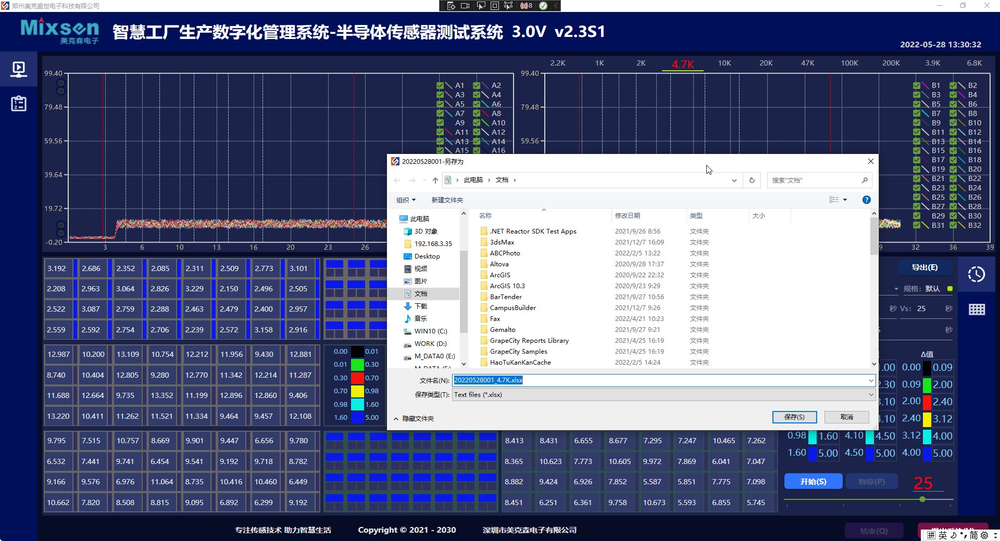 郑州美克盛世电子科技有限公司
8
Mixsen
美克森电子
智慧工厂生产数字化管理系统-半导体传感器测试系统 3.0V v2.3S1
2022-05-28 13:30:32
2.2K 1K 2K 4.7K 10K 20K 47K 100K 200K 3.9K 6.8K
99.40
79.48
59.56
39.64
19.72
-0.20
3 6 10 13 16 20 23 26
A1 A2
A3 A4
A5 A6
A7 A8
A9 A10
A11 A12
A13 A14
A15 A16
99.40
79.48
59.56
B1 B2
B3 B4
B5 B6
B7 B8
B9 B10
B11 B12
B13 B14
B15 B16
B17 B18
B19 B20
B21 B22
B23 B24
B25 B26
B27 B28
B29 B30
B31 B32
9 32 36 39
20220528001-另存为
此电脑 文档
搜索"文档"
组织 新建文件夹
此电脑
3D 对象
192.168.3.35
Desktop
视频
图片
文档
下载
音乐
WIN10 (C:)
WORK (D:)
M_DATA0 (E:)
名称 修改日期 类型 大小
.NET Reactor SDK Test Apps 2021/9/26 8:56 文件夹
3dsMax 2021/12/7 16:09 文件夹
ABCPhoto 2022/2/5 13:22 文件夹
Altova 2020/9/28 17:37 文件夹
ArcGIS 2020/9/22 22:32 文件夹
ArcGIS 10.3 2020/9/23 9:29 文件夹
BarTender 2021/9/27 10:56 文件夹
CampusBuilder 2021/12/7 9:26 文件夹
Fax 2022/4/21 10:23 文件夹
Gemalto 2021/9/27 9:21 文件夹
GrapeCity Reports Library 2021/4/25 16:19 文件夹
GrapeCity Samples 2021/4/25 16:19 文件夹
HaoTuKanKanCache 2022/2/5 14:24 文件夹
文件名(N): 20220528001_4.7K.xlsx
保存类型(T): Text files (*.xlsx)
隐藏文件夹
保存(S) 取消
3.192 2.686 2.352 2.085 2.311 2.509 2.773 3.101
2.208 2.963 3.064 2.826 3.229 2.150 2.496 2.505
2.522 3.087 2.759 2.288 2.463 2.479 2.400 2.957
2.559 2.592 2.754 2.706 2.239 2.572 3.158 2.916
12.987 10.200 13.109 10.754 12.212 11.956 9.430 12.881
8.740 10.404 12.805 9.280 12.770 11.342 12.214 11.287
11.688 12.664 9.735 13.352 11.199 12.896 12.860 9.406
13.220 10.411 11.262 11.521 11.334 9.464 9.457 12.108
0.00 0.01
0.01 0.30
0.30 0.70
0.70 0.98
0.98 1.60
1.60 5.00
9.795 7.515 10.757 8.669 9.901 9.447 6.656 9.780
6.532 7.441 9.741 6.454 9.541 9.192 9.718 8.782
9.166 9.576 6.976 11.064 8.735 10.416 10.460 6.449
10.662 7.820 8.508 8.815 9.095 6.892 6.299 9.192
8.413 8.431 6.655 8.677 7.295 7.247 10.465 7.262
8.365 10.623 7.773 10.605 9.972 7.869 6.041 7.047
8.882 9.424 6.926 7.852 5.587 5.851 7.775 7.098
8.451 6.251 6.361 9.758 10.673 5.593 6.855 5.745
导出(E)
规格: 默认
秒 Vs: 25 秒
秒
Δ值
.00 0.00 0.09
2.30 0.09 2.00
3.10 2.00 2.40
4.10 2.40 3.12
0.98 1.60 4.10 4.50 3.12 4.00
1.60 5.00 4.50 5.00 4.00 5.00
开始(S) 暂停(P) 25
专注传感技术 助力智慧生活 Copyright © 2021 - 2030 深圳市美克森电子有限公司
结束(Q)
拼 英 简